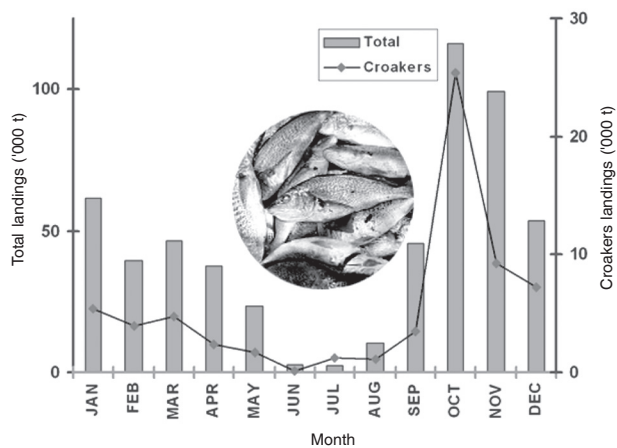 30
Total
Croakers
100
20
Total landings ('000 t)
Croakers landings ('000 t)
50
10
0
0
JAN
FEB
MAR
APR
MAY
JUN
JUL
AUG
SEP
OCT
NOV
DEC
Month